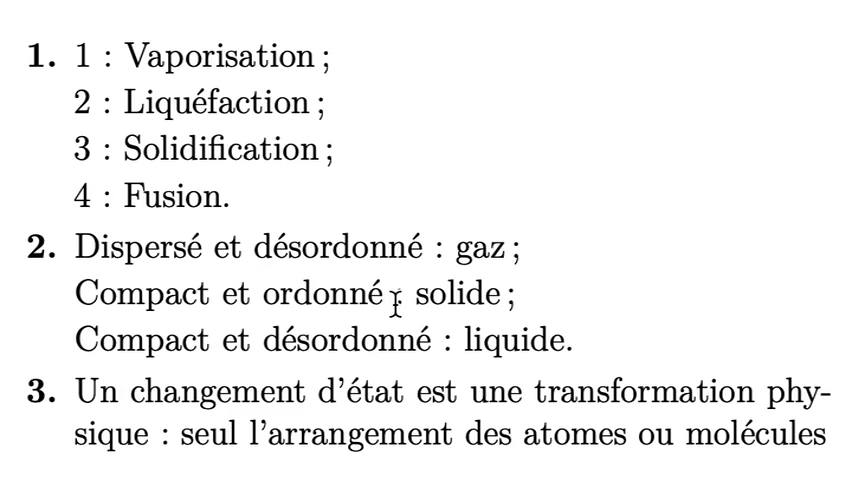 1. 1 : Vaporisation ;
2 : Liquéfaction ;
3 : Solidification ;
4 : Fusion.
2. Dispersé et désordonné : gaz ;
Compact et ordonné : solide ;
Compact et désordonné : liquide.
3. Un changement d'état est une transformation phy-
sique : seul l'arrangement des atomes ou molécules